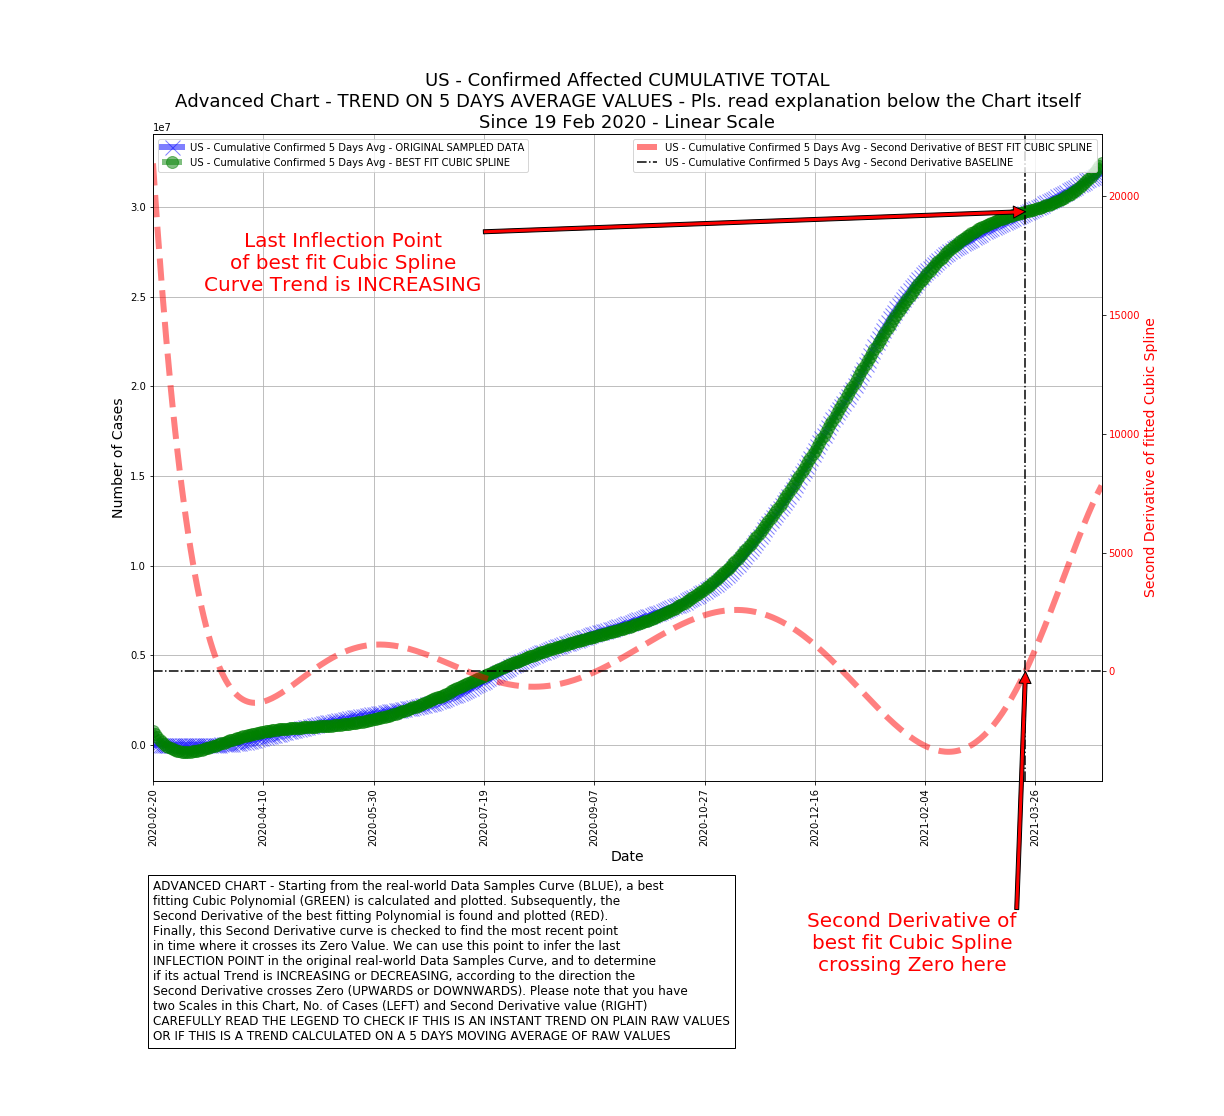 US - Confirmed Affected CUMULATIVE TOTAL
Advanced Chart - TREND ON 5 DAYS AVERAGE VALUES - Pls. read explanation below the Chart itself
Since 19 Feb 2020 - Linear Scale
1e7
US - Cumulative Confirmed 5 Days Avg - ORIGINAL SAMPLED DATA
US - Cumulative Confirmed 5 Days Avg - BEST FIT CUBIC SPLINE
US - Cumulative Confirmed 5 Days Avg - Second Derivative of BEST FIT CUBIC SPLINE
US - Cumulative Confirmed 5 Days Avg - Second Derivative BASELINE
Last Inflection Point
of best fit Cubic Spline
Curve Trend is INCREASING
Number of Cases
3.0
2.5
2.0
1.5
1.0
0.5
0.0
20000
15000
10000
5000
0
Second Derivative of fitted Cubic Spline
2020-02-20
2020-04-10
2020-05-30
2020-07-19
2020-09-07
2020-10-27
2020-12-16
2021-02-04
2021-03-26
Date
ADVANCED CHART - Starting from the real-world Data Samples Curve (BLUE), a best
fitting Cubic Polynomial (GREEN) is calculated and plotted. Subsequently, the
Second Derivative of the best fitting Polynomial is found and plotted (RED).
Finally, this Second Derivative curve is checked to find the most recent point
in time where it crosses its Zero Value. We can use this point to infer the last
INFLECTION POINT in the original real-world Data Samples Curve, and to determine
if its actual Trend is INCREASING or DECREASING, according to the direction the
Second Derivative crosses Zero (UPWARDS or DOWNWARDS). Please note that you have
two Scales in this Chart, No. of Cases (LEFT) and Second Derivative value (RIGHT)
CAREFULLY READ THE LEGEND TO CHECK IF THIS IS AN INSTANT TREND ON PLAIN RAW VALUES
OR IF THIS IS A TREND CALCULATED ON A 5 DAYS MOVING AVERAGE OF RAW VALUES
Second Derivative of
best fit Cubic Spline
crossing Zero here